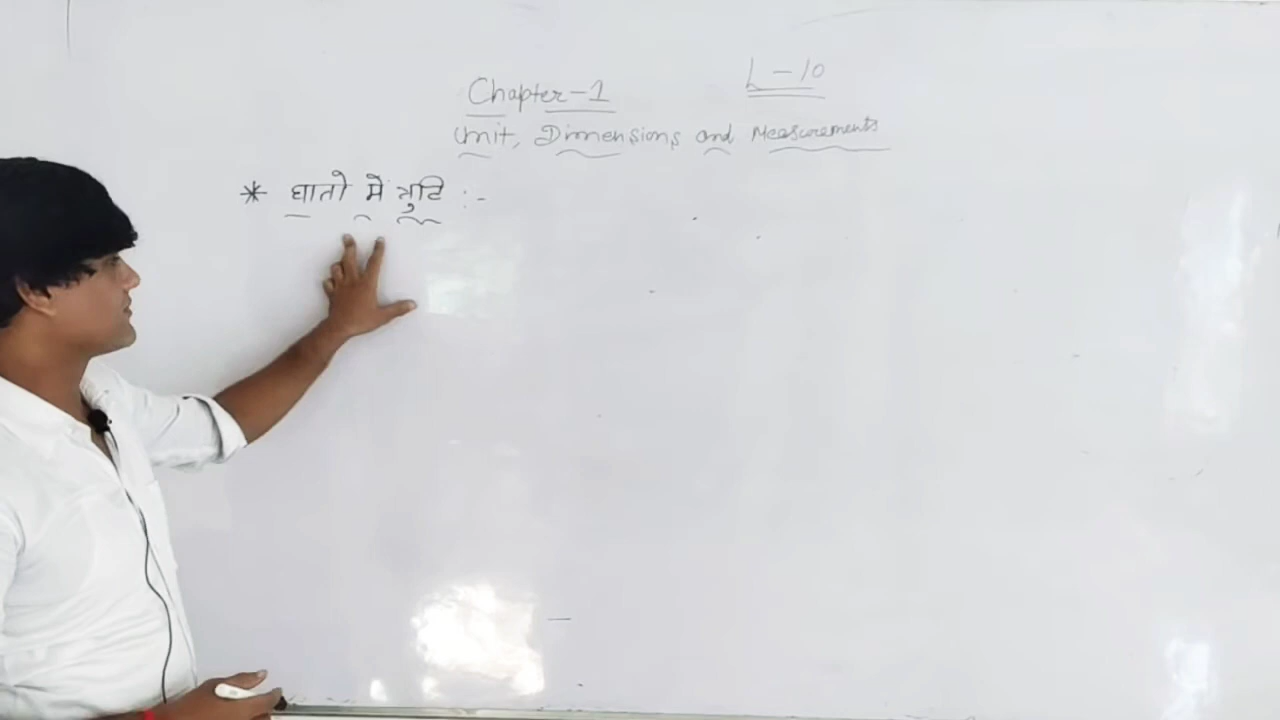 L-10
Chapter-1
Unit, Dimensions and Measurements
* घातो में त्रुटि :-